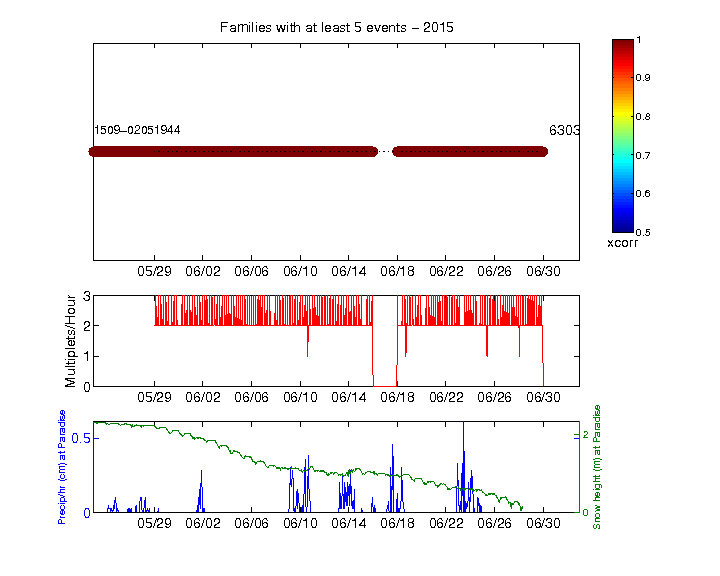 Families with at least 5 events – 2015
1509–02051944
6303
05/29 06/02 06/06 06/10 06/14 06/18 06/22 06/26 06/30
1
0.9
0.8
0.7
0.6
0.5
xcorr
Multiplets/Hour
3
2
1
0
05/29 06/02 06/06 06/10 06/14 06/18 06/22 06/26 06/30
Precip/hr (cm) at Paradise
0.5
0
2
0
Snow height (m) at Paradise
05/29 06/02 06/06 06/10 06/14 06/18 06/22 06/26 06/30